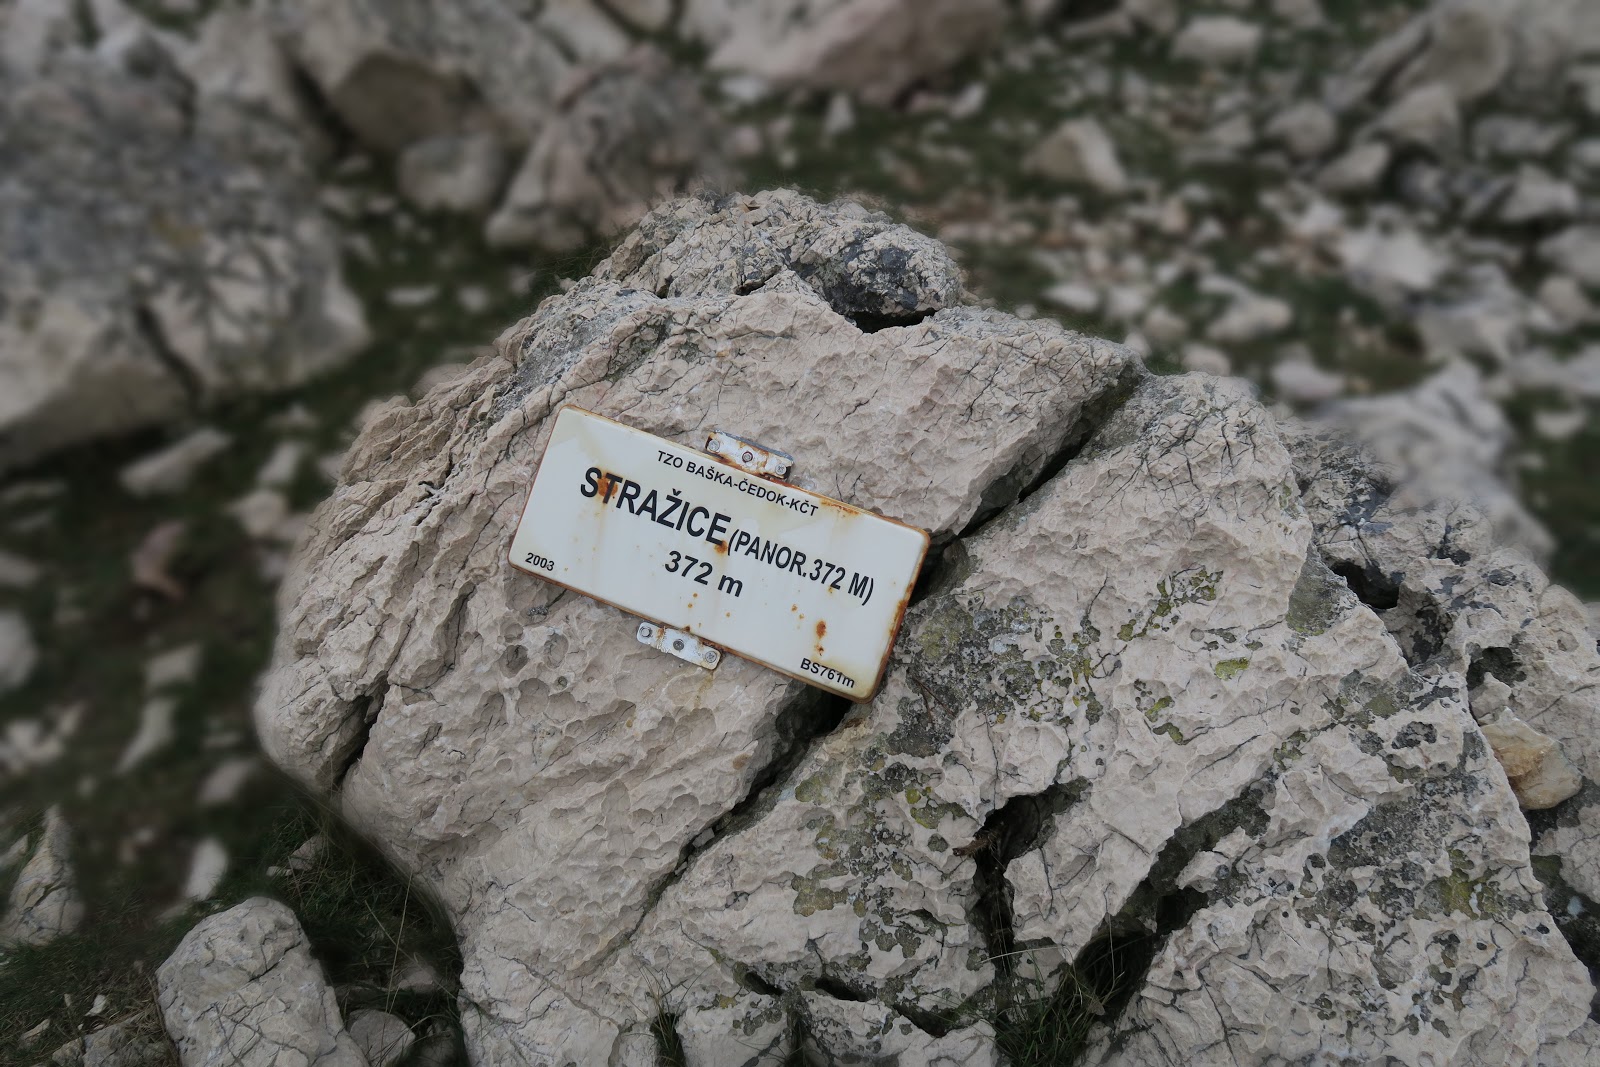 TZO BAŠKA-ČEDOK-KČT
STRAŽICE (PANOR.372 M)
372 m
2003
BS761m